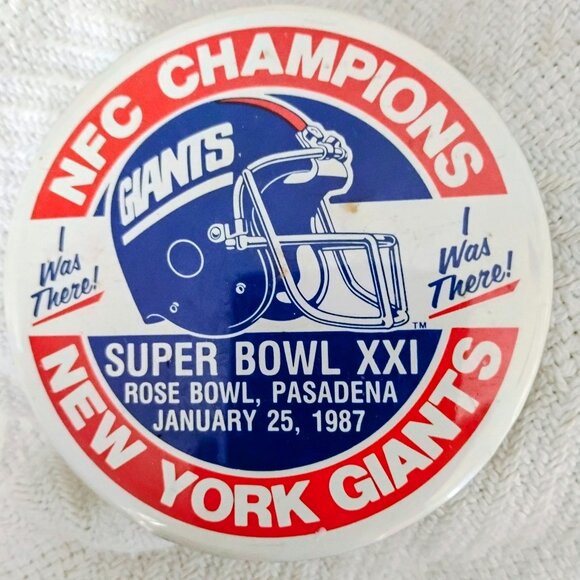 NFC CHAMPIONS
GIANTS
I
Was
There!
I
Was
There!
TM
SUPER BOWL XXI
ROSE BOWL, PASADENA
JANUARY 25, 1987
NEW YORK GIANTS